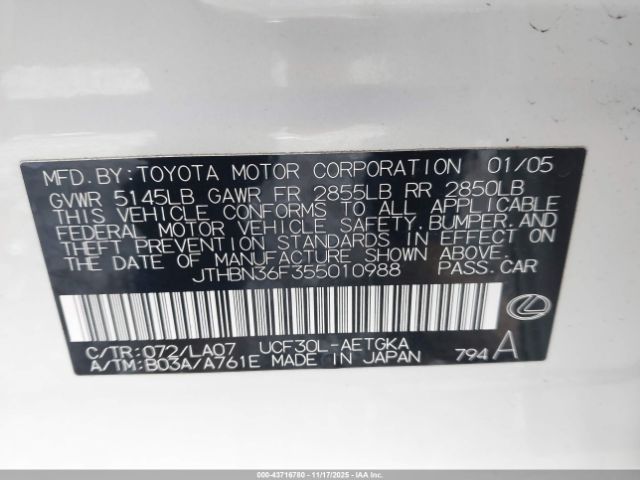 MFD. BY: TOYOTA MOTOR CORPORATION 01/05
GVWR 5145LB GAWR FR 2855LB RR 2850LB
THIS VEHICLE CONFORMS TO ALL APPLICABLE
FEDERAL MOTOR VEHICLE SAFETY, BUMPER, AND
THEFT PREVENTION STANDARDS IN EFFECT ON
THE DATE OF MANUFACTURE SHOWN ABOVE.
JTHBN36F355010988 PASS. CAR
C/TR: 072/LA07 UCF30L-AETGKA
A/TM: B03A/A761E MADE IN JAPAN 794 A
000-43716780 - 11/17/2025 - IAAI.COM